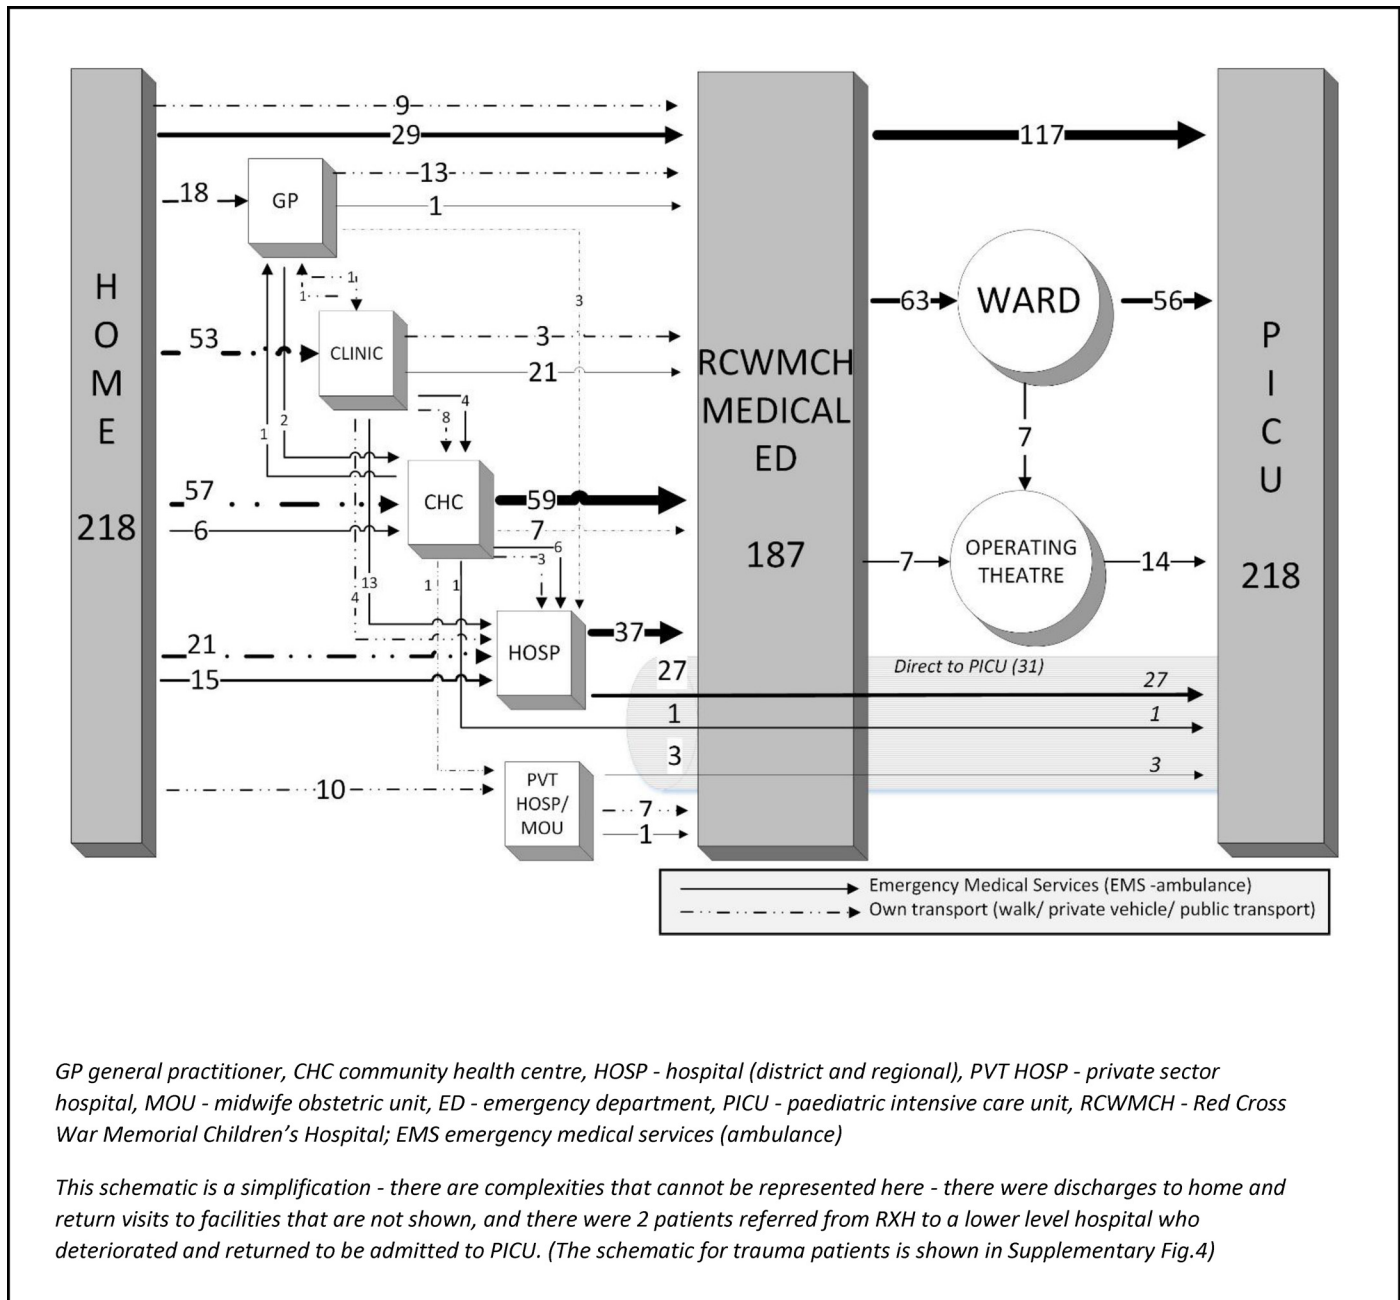 HOME
218
9
29
18
GP
13
1
3
1
1
53
CLINIC
3
21
4
8
2
1
57
6
CHC
59
7
6
3
13
4
1
1
21
15
HOSP
37
27
1
3
10
PVT
HOSP/
MOU
7
1
RCWMCH
MEDICAL
ED
187
117
63
WARD
56
7
7
OPERATING
THEATRE
14
Direct to PICU (31)
27
1
3
PICU
218
Emergency Medical Services (EMS -ambulance)
Own transport (walk/ private vehicle/ public transport)
GP general practitioner, CHC community health centre, HOSP - hospital (district and regional), PVT HOSP - private sector
hospital, MOU - midwife obstetric unit, ED - emergency department, PICU - paediatric intensive care unit, RCWMCH - Red Cross
War Memorial Children’s Hospital; EMS emergency medical services (ambulance)
This schematic is a simplification - there are complexities that cannot be represented here - there were discharges to home and
return visits to facilities that are not shown, and there were 2 patients referred from RXH to a lower level hospital who
deteriorated and returned to be admitted to PICU. (The schematic for trauma patients is shown in Supplementary Fig.4)